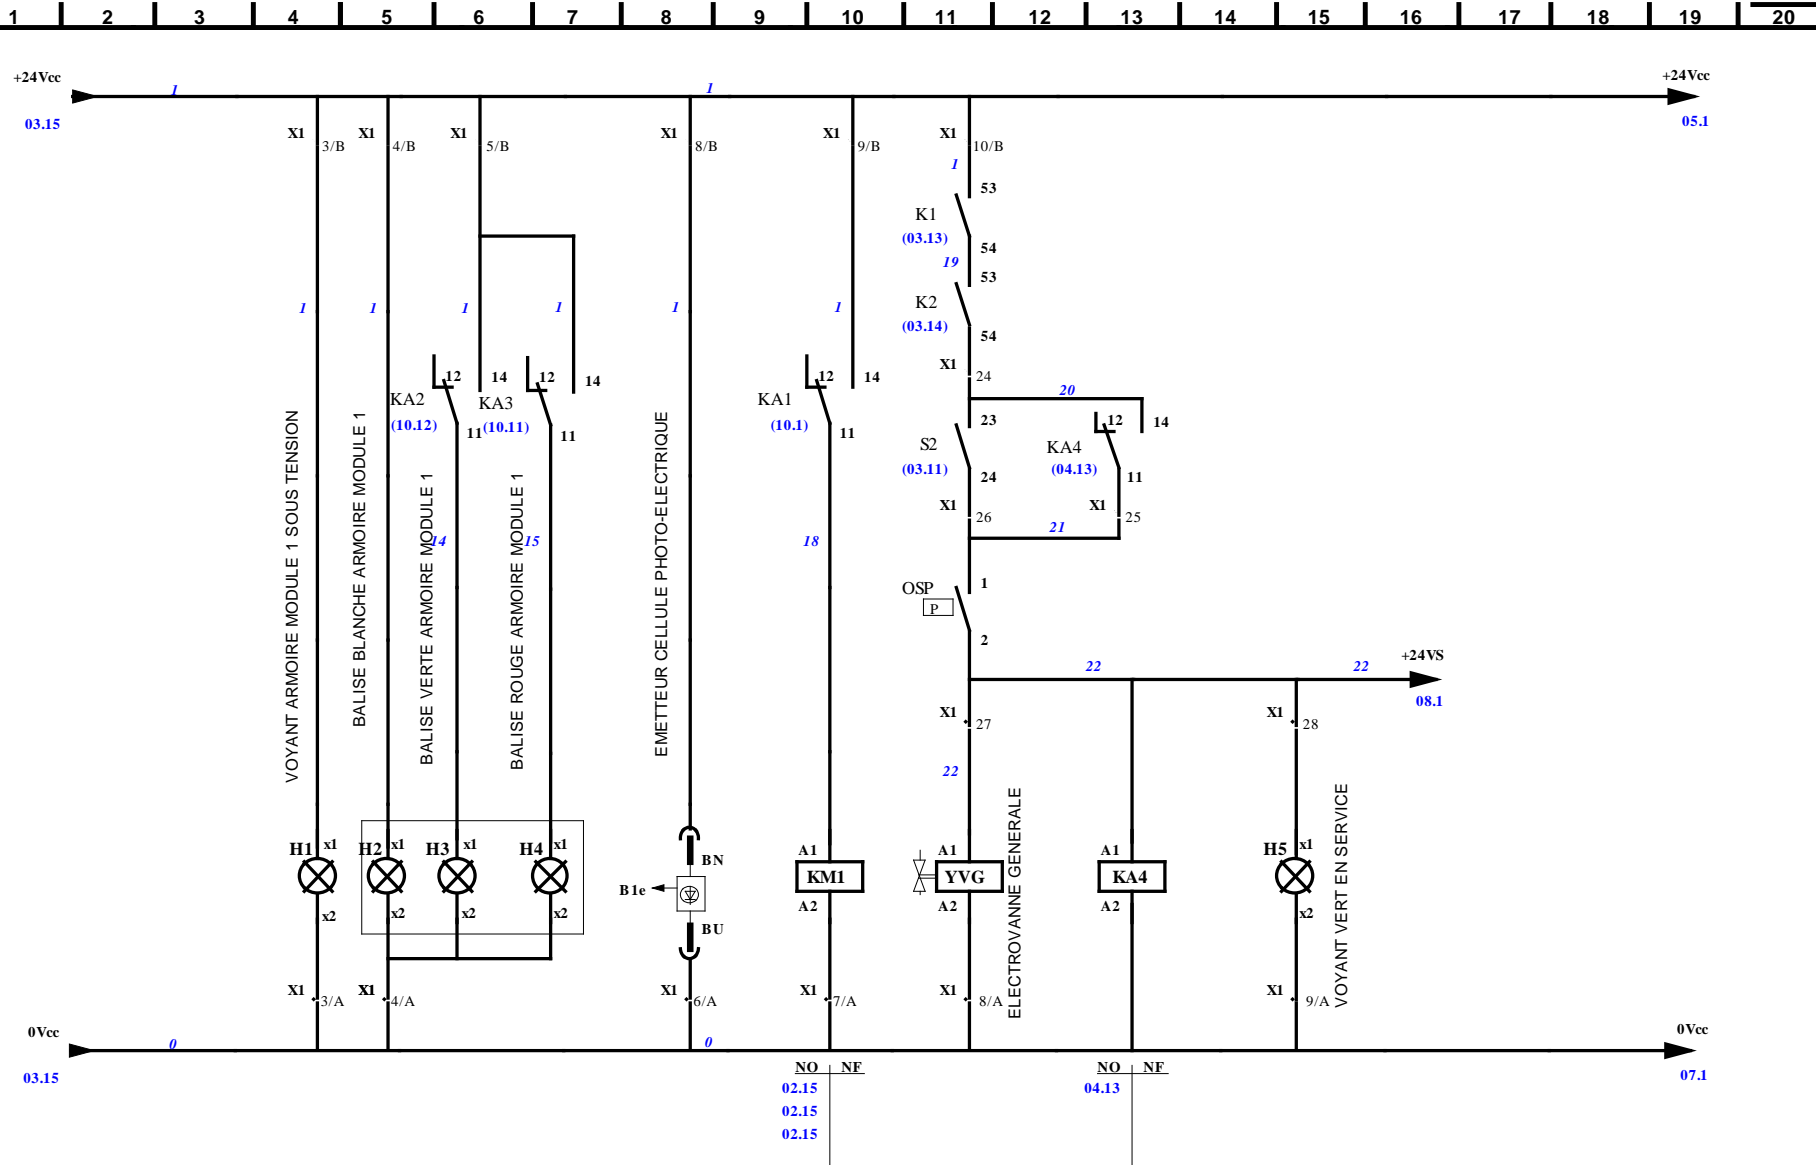 1 2 3 4 5 6 7 8 9 10 11 12 13 14 15 16 17 18 19 20
+24Vcc 1 1 +24Vcc
03.15 05.1
X1 X1 X1 X1 X1 X1
3/B 4/B 5/B 8/B 9/B 10/B
1
53
K1
(03.13)
54
19
53
K2
(03.14)
54
1 1 1 1 1 1
X1
24
20
12 14 12 14 12 14
KA2 KA3 KA1
(10.12) (10.11) (10.1)
11 11 11
23 12 14
S2 KA4
(03.11) (04.13)
24 11
X1 X1
26 25
21
14 15 18
VOYANT ARMOIRE MODULE 1 SOUS TENSION
BALISE BLANCHE ARMOIRE MODULE 1
BALISE VERTE ARMOIRE MODULE 1
BALISE ROUGE ARMOIRE MODULE 1
EMETTEUR CELLULE PHOTO-ELECTRIQUE
OSP 1
P
2
22 22 +24VS
08.1
X1 X1
27 28
22
ELECTROVANNE GENERALE
VOYANT VERT EN SERVICE
H1 x1 H2 x1 H3 x1 H4 x1 A1 A1 A1 H5 x1
BN
B1e KM1 YVG KA4
x2 x2 x2 x2 A2 A2 A2 x2
BU
X1 X1 X1 X1 X1 X1
3/A 4/A 6/A 7/A 8/A 9/A
0Vcc 0 0 0Vcc
03.15 07.1
NO NF NO NF
02.15 04.13
02.15
02.15